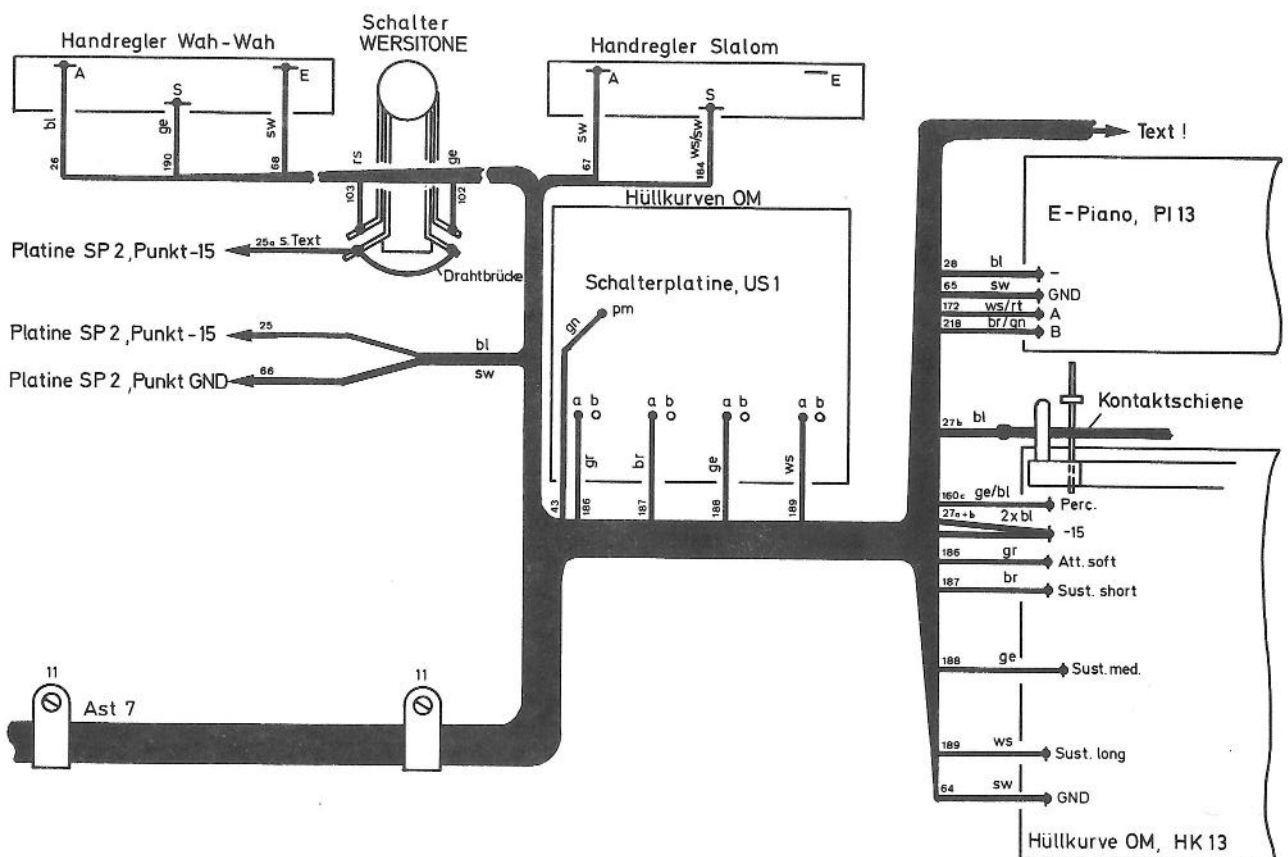 Handregler Wah-Wah
A
S
E
bl
ge
sw
26
190
68
Schalter
WERSITONE
rs
ge
103
102
Drahtbrücke
Handregler Slalom
A
S
E
sw
ws/sw
67
184
Text !
Platine SP 2, Punkt -15
25a s. Text
Platine SP 2, Punkt -15
25
bl
Platine SP 2, Punkt GND
66
sw
Hüllkurven OM
Schalterplatine, US 1
gn
pm
a b
a b
a b
a b
gr
br
ge
ws
43
186
187
188
189
E-Piano, PI 13
28 bl -
65 sw GND
172 ws/rt A
218 br/gn B
27b bl Kontaktschiene
160c ge/bl Perc.
27a+b 2xbl -15
186 gr Att. soft
187 br Sust. short
188 ge Sust. med.
189 ws Sust. long
64 sw GND
Hüllkurve OM, HK 13
11
Ast 7
11